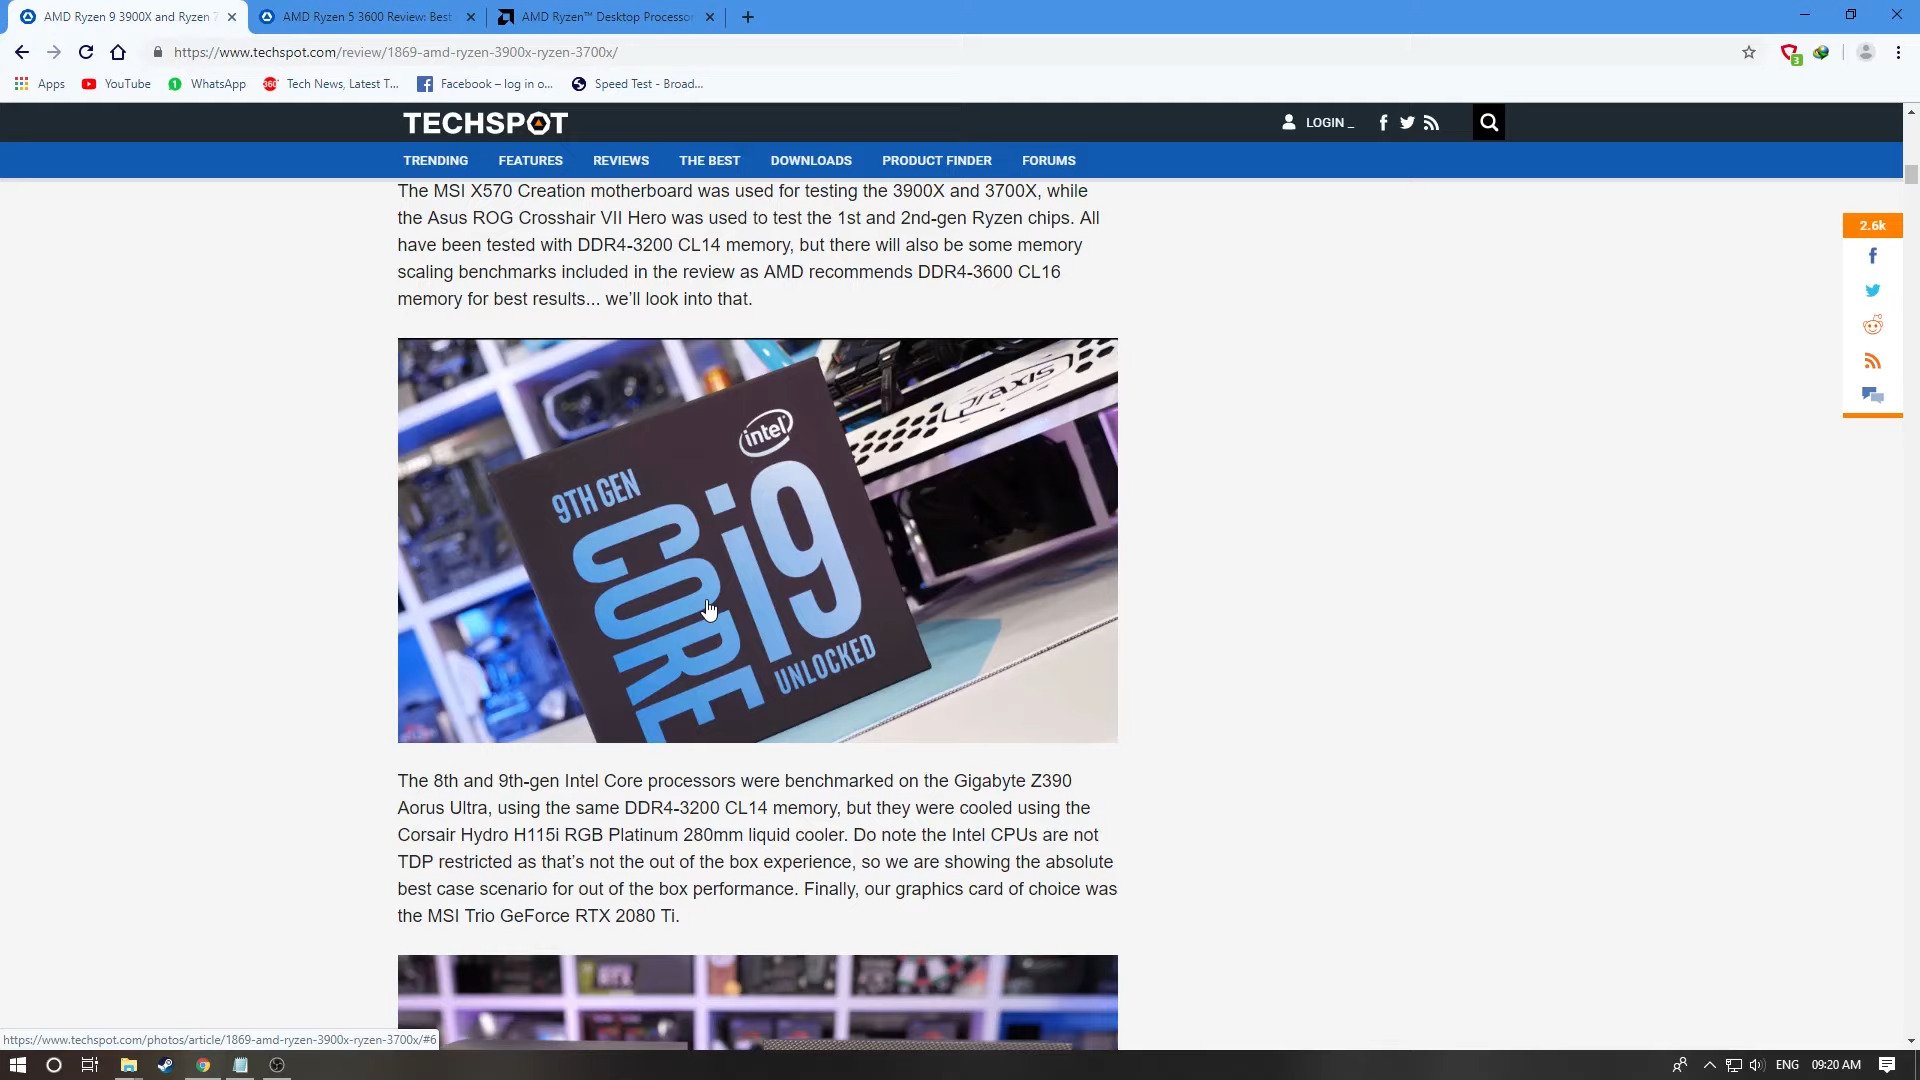 AMD Ryzen 9 3900X and Ryzen 7
AMD Ryzen 5 3600 Review: Best
AMD Ryzen™ Desktop Processor
https://www.techspot.com/review/1869-amd-ryzen-3900x-ryzen-3700x/
3
Apps
YouTube
1
WhatsApp
Tech News, Latest T...
Facebook – log in o...
Speed Test - Broad...
TECHSPOT
LOGIN _
TRENDING
FEATURES
REVIEWS
THE BEST
DOWNLOADS
PRODUCT FINDER
FORUMS
The MSI X570 Creation motherboard was used for testing the 3900X and 3700X, while
the Asus ROG Crosshair VII Hero was used to test the 1st and 2nd-gen Ryzen chips. All
have been tested with DDR4-3200 CL14 memory, but there will also be some memory
scaling benchmarks included in the review as AMD recommends DDR4-3600 CL16
memory for best results... we’ll look into that.
2.6k
praxis
intel
9TH GEN
CORE
i9
UNLOCKED
The 8th and 9th-gen Intel Core processors were benchmarked on the Gigabyte Z390
Aorus Ultra, using the same DDR4-3200 CL14 memory, but they were cooled using the
Corsair Hydro H115i RGB Platinum 280mm liquid cooler. Do note the Intel CPUs are not
TDP restricted as that’s not the out of the box experience, so we are showing the absolute
best case scenario for out of the box performance. Finally, our graphics card of choice was
the MSI Trio GeForce RTX 2080 Ti.
https://www.techspot.com/photos/article/1869-amd-ryzen-3900x-ryzen-3700x/#6
ENG
09:20 AM